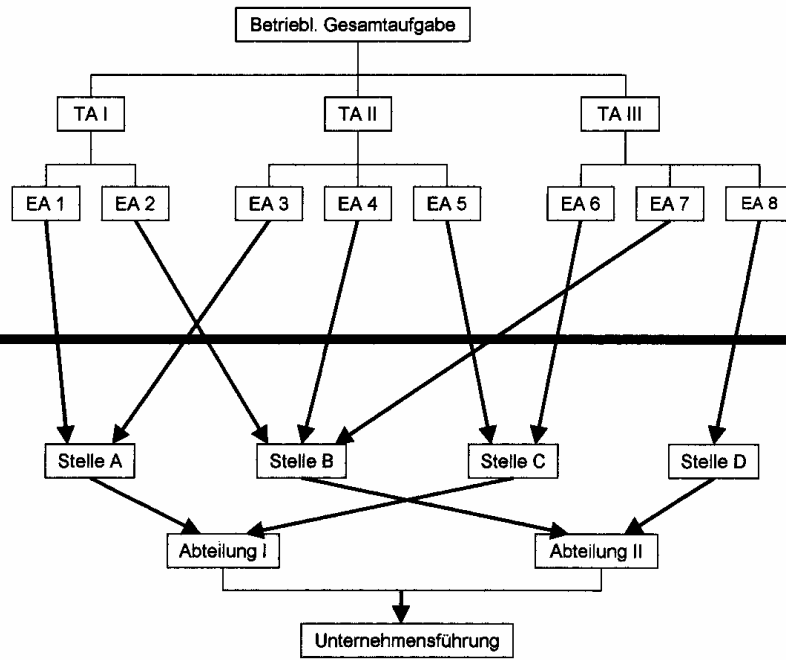 Betriebl. Gesamtaufgabe
TA I
TA II
TA III
EA 1
EA 2
EA 3
EA 4
EA 5
EA 6
EA 7
EA 8
Stelle A
Stelle B
Stelle C
Stelle D
Abteilung I
Abteilung II
Unternehmensführung